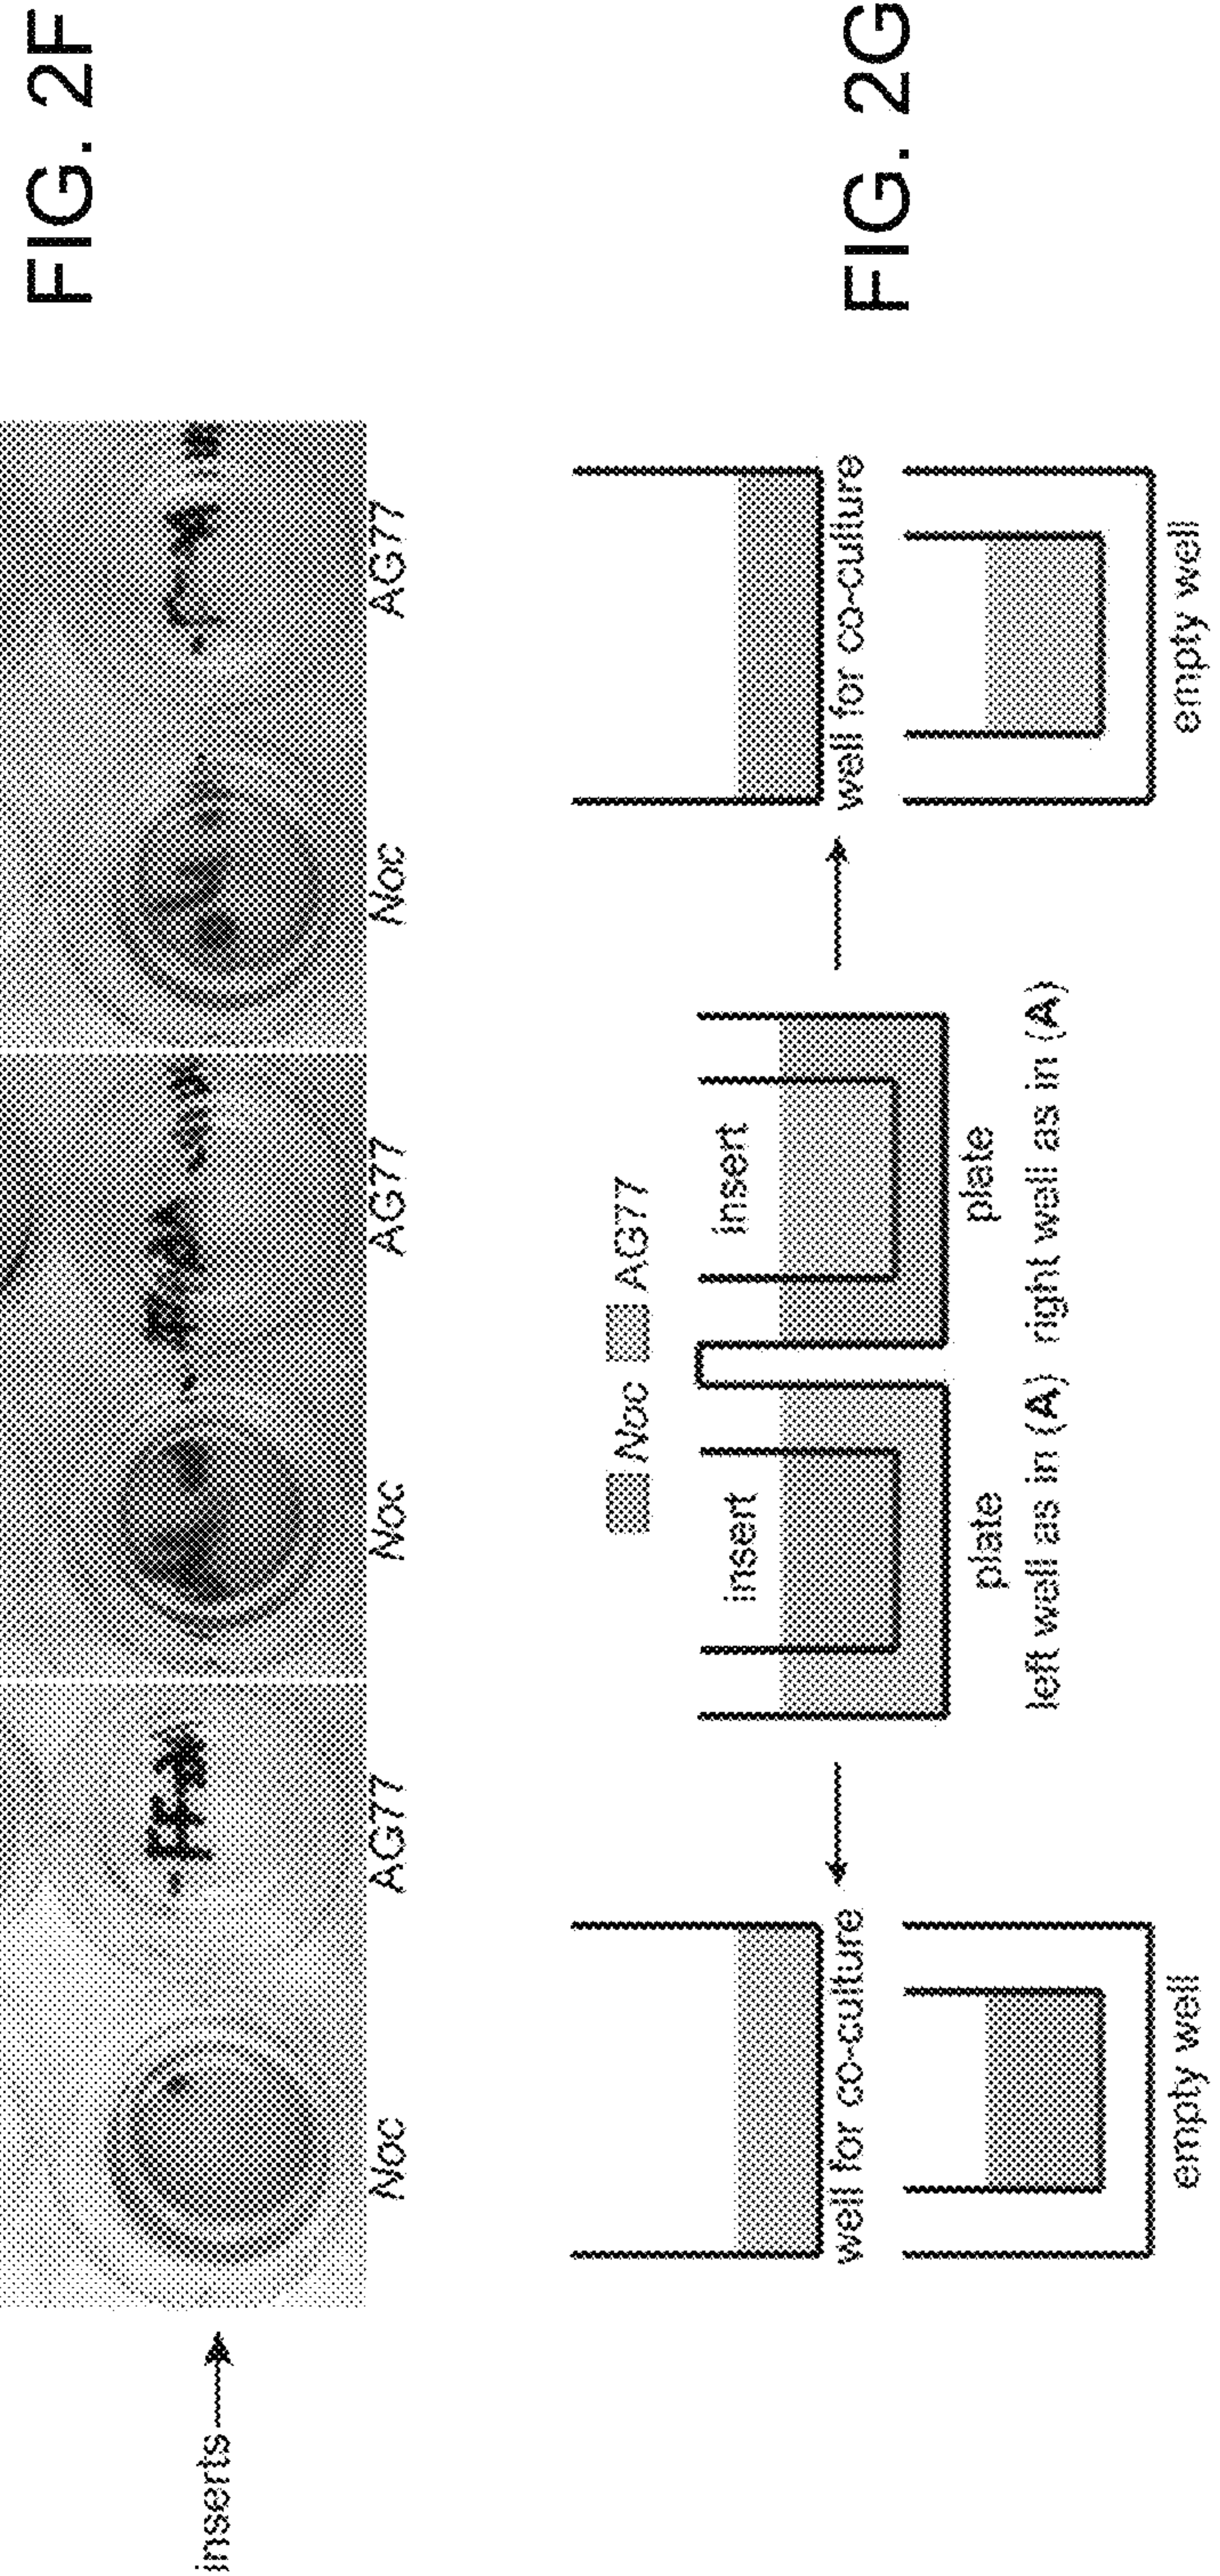 FIG. 2F
inserts
Noc AG77 Noc AG77 Noc AG77
FIG. 2G
Noc AG77
insert insert
plate plate
left well as in (A) right well as in (A)
well for co-culture well for co-culture
empty well empty well